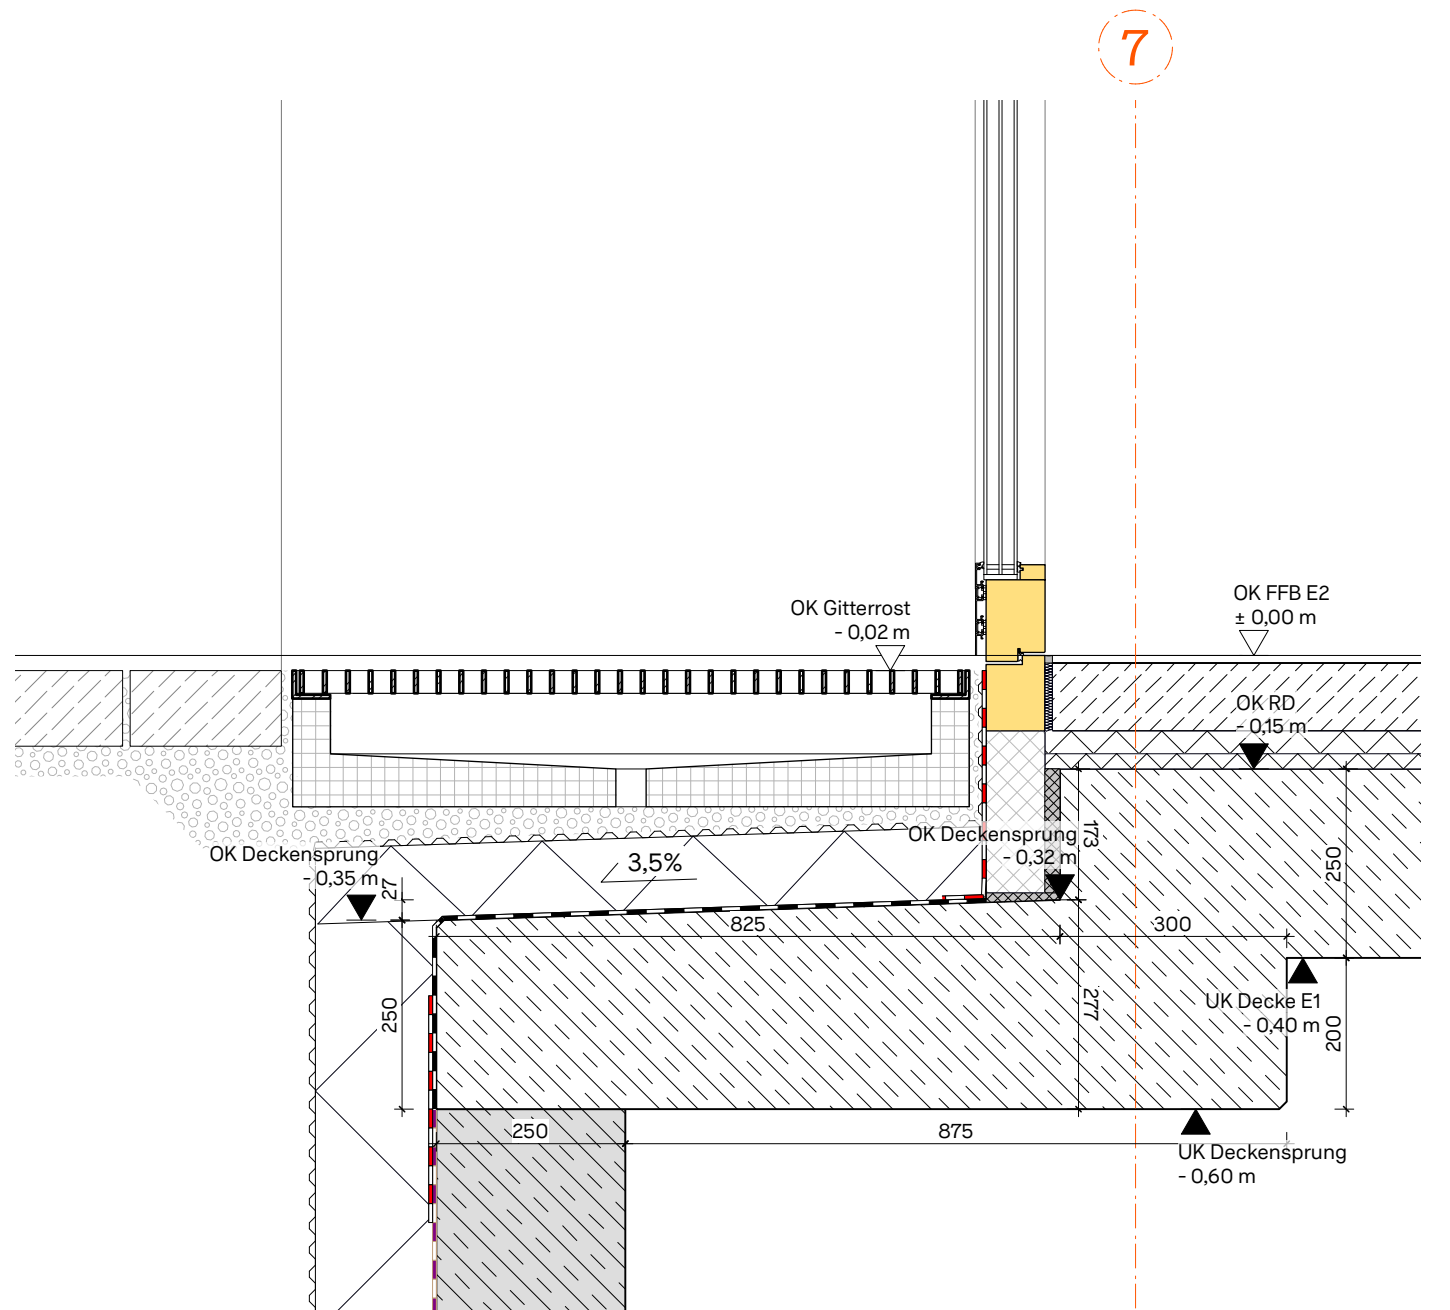 7
OK Gitterrost
- 0,02 m
OK FFB E2
± 0,00 m
OK RD
- 0,15 m
OK Deckensprung
- 0,32 m
173
250
OK Deckensprung
- 0,35 m
27
3,5%
825
300
250
277
UK Decke E1
- 0,40 m
200
250
875
UK Deckensprung
- 0,60 m